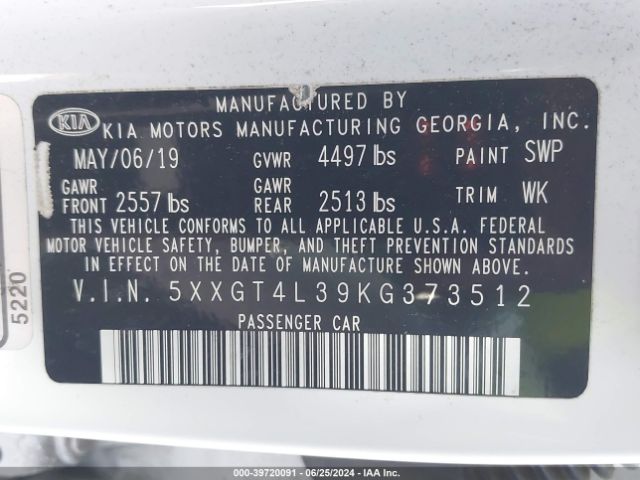 MANUFACTURED BY
KIA KIA MOTORS MANUFACTURING GEORGIA, INC.
MAY/06/19 GVWR 4497 lbs PAINT SWP
GAWR FRONT 2557 lbs GAWR REAR 2513 lbs TRIM WK
THIS VEHICLE CONFORMS TO ALL APPLICABLE U.S.A. FEDERAL
MOTOR VEHICLE SAFETY, BUMPER, AND THEFT PREVENTION STANDARDS
IN EFFECT ON THE DATE OF MANUFACTURE SHOWN ABOVE.
V.I.N. 5XXGT4L39KG373512
PASSENGER CAR
5220
000-39720091 - 06/25/2024 - IAAI.COM